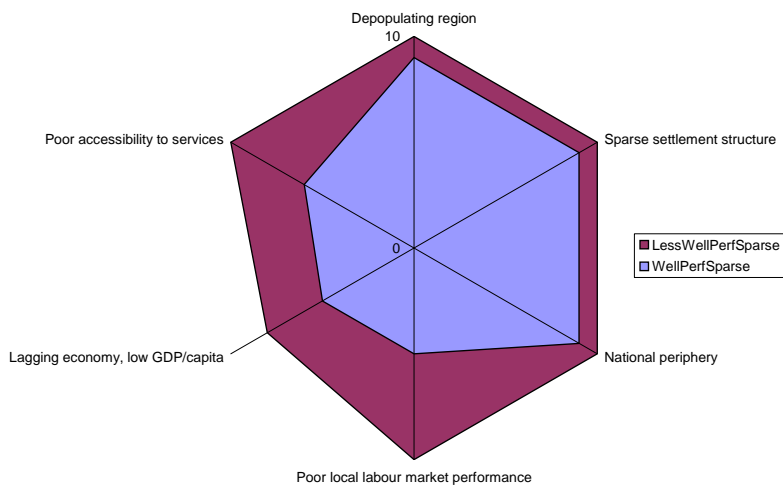 Depopulating region
10
Poor accessibility to services
Sparse settlement structure
0
LessWellPerfSparse
WellPerfSparse
Lagging economy, low GDP/capita
National periphery
Poor local labour market performance